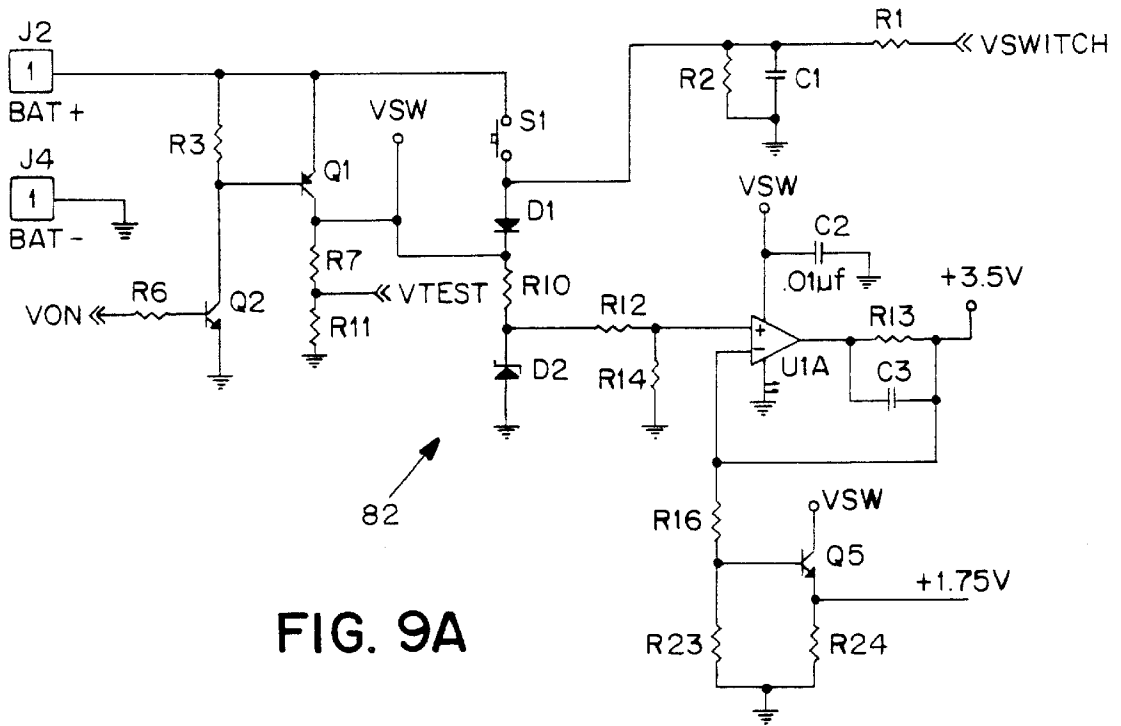 J2
1
BAT+
J4
1
BAT-
R3
Q1
VSW
S1
R2
C1
R1
VSWITCH
D1
R7
VTEST
R10
VON
R6
Q2
R11
D2
R12
R14
VSW
C2
.01µf
+
-
U1A
R13
C3
+3.5V
82
R16
VSW
Q5
+1.75V
R23
R24
FIG. 9A